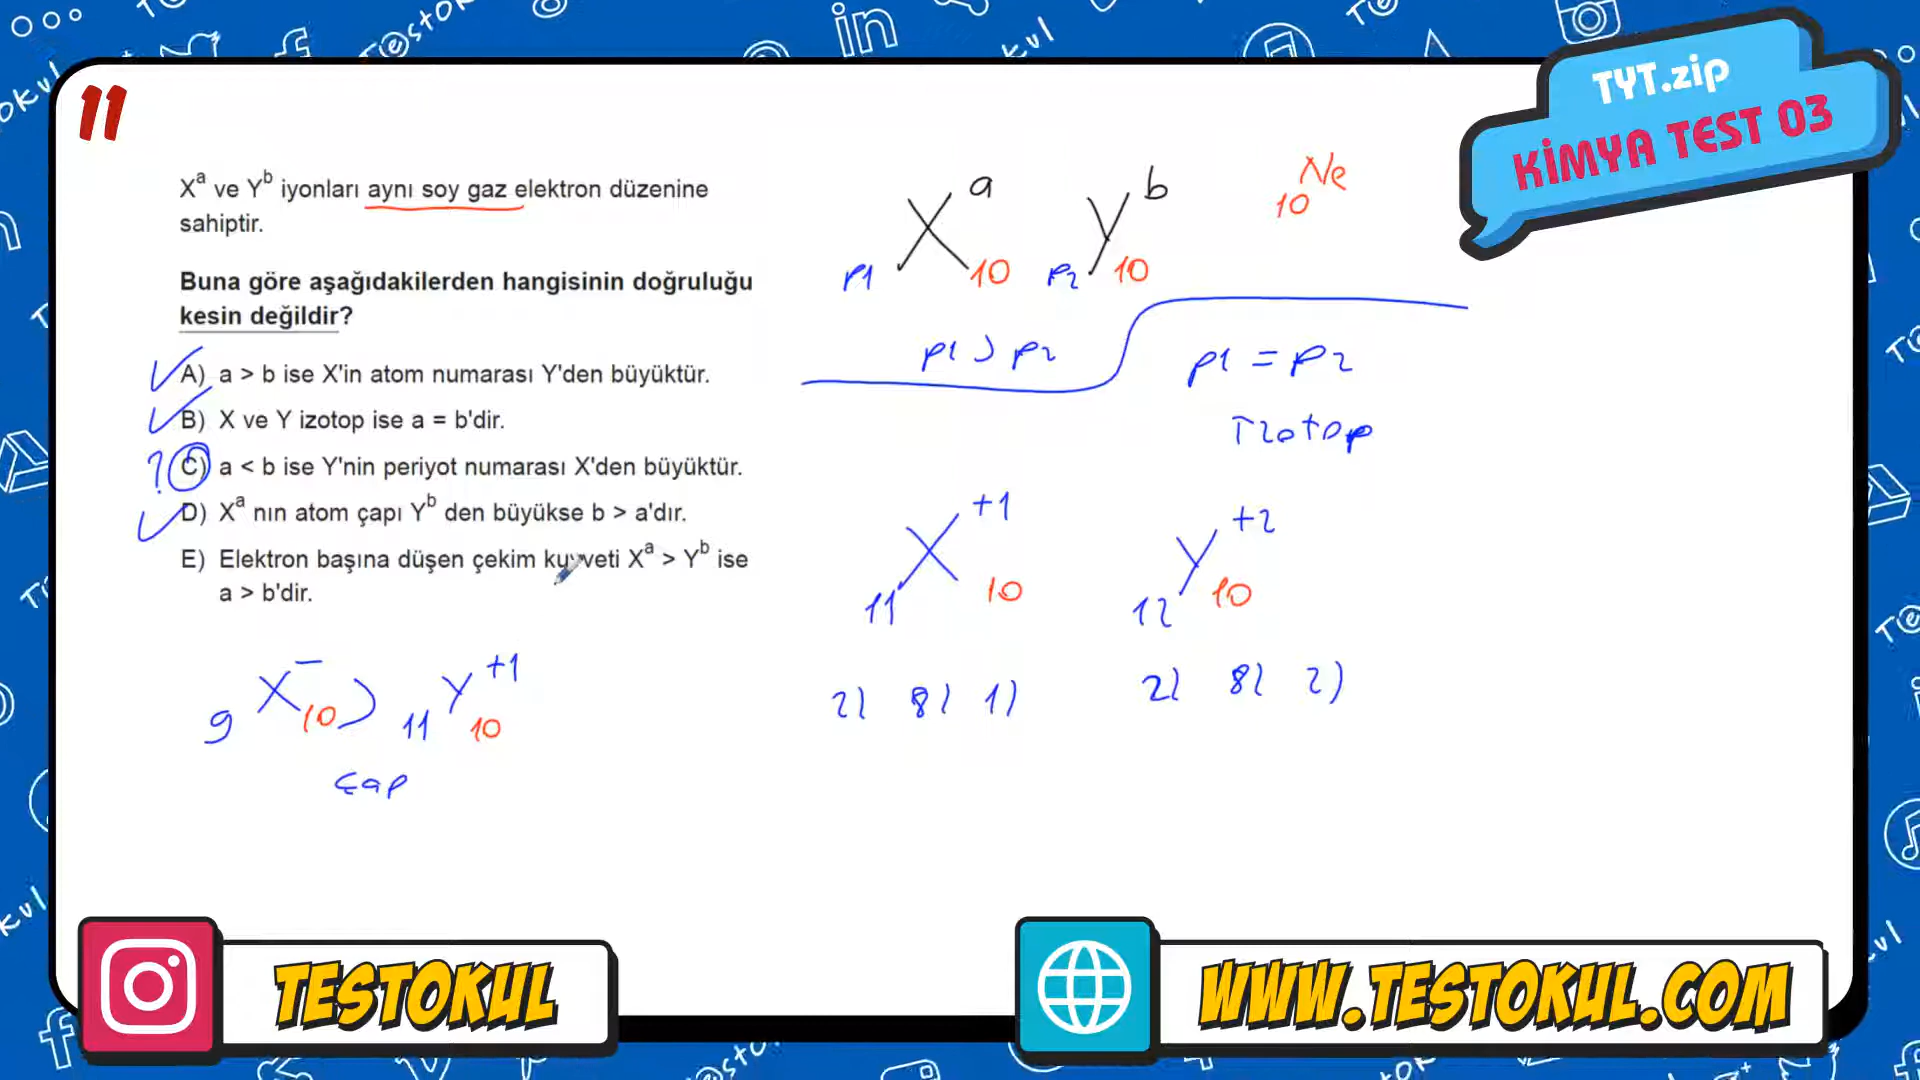 11
TYT.zip
KİMYA TEST 03
Xᵃ ve Yᵇ iyonları aynı soy gaz elektron düzenine
sahiptir.
Buna göre aşağıdakilerden hangisinin doğruluğu
kesin değildir?
A) a > b ise X'in atom numarası Y'den büyüktür.
B) X ve Y izotop ise a = b'dir.
? C) a < b ise Y'nin periyot numarası X'den büyüktür.
D) Xᵃ nın atom çapı Yᵇ den büyükse b > a'dır.
E) Elektron başına düşen çekim kuvveti Xᵃ > Yᵇ ise
a > b'dir.
9 X⁻ 10 > 11 Y⁺¹ 10
çap
p1 X ᵃ 10 p2 Y ᵇ 10 10 Ne
p1 > p2
p1 = p2
İzotop
11 X⁺¹ 10 12 Y⁺² 10
2) 8) 1) 2) 8) 2)
TESTOKUL
WWW.TESTOKUL.COM